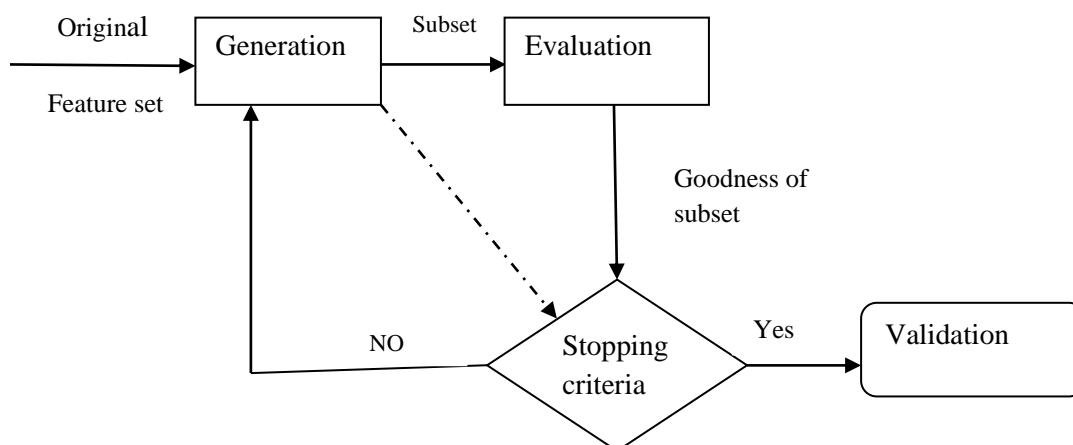 Original
Generation
Subset
Evaluation
Feature set
Goodness of
subset
NO
Stopping
criteria
Yes
Validation